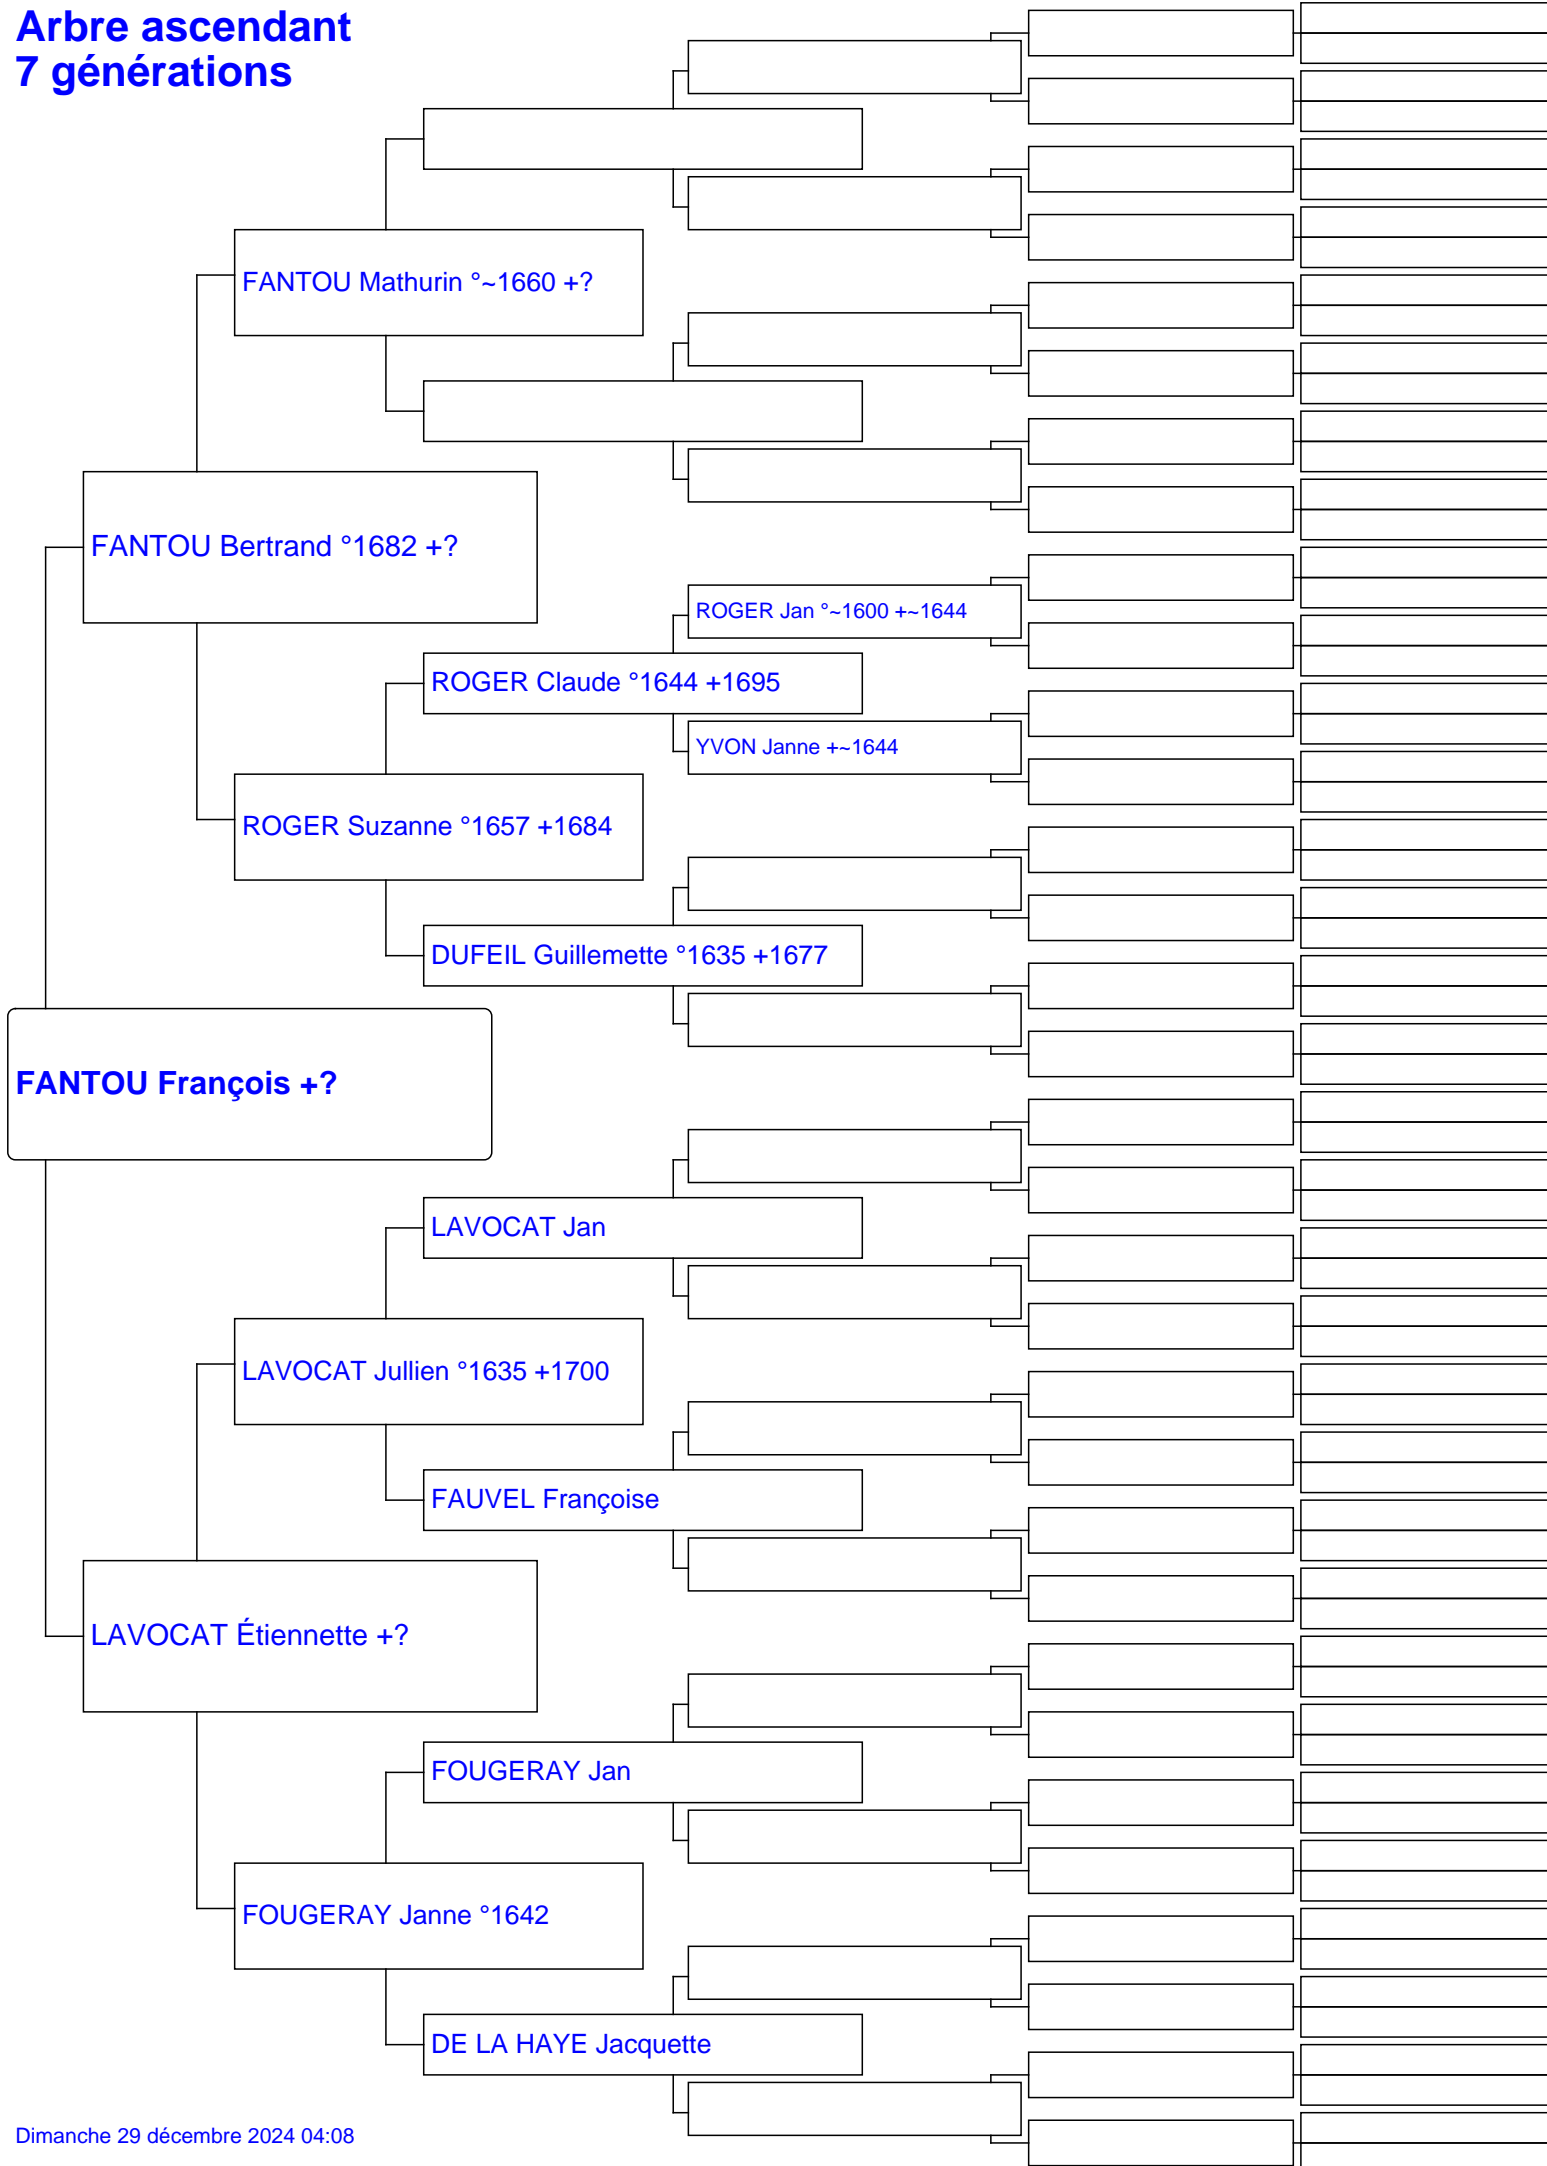 Arbre ascendant
7 générations
FANTOU Mathurin °~1660 +?
FANTOU Bertrand °1682 +?
ROGER Jan °~1600 +~1644
ROGER Claude °1644 +1695
YVON Janne +~1644
ROGER Suzanne °1657 +1684
DUFEIL Guillemette °1635 +1677
FANTOU François +?
LAVOCAT Jan
LAVOCAT Jullien °1635 +1700
FAUVEL Françoise
LAVOCAT Étiennette +?
FOUGERAY Jan
FOUGERAY Janne °1642
DE LA HAYE Jacquette
Dimanche 29 décembre 2024 04:08